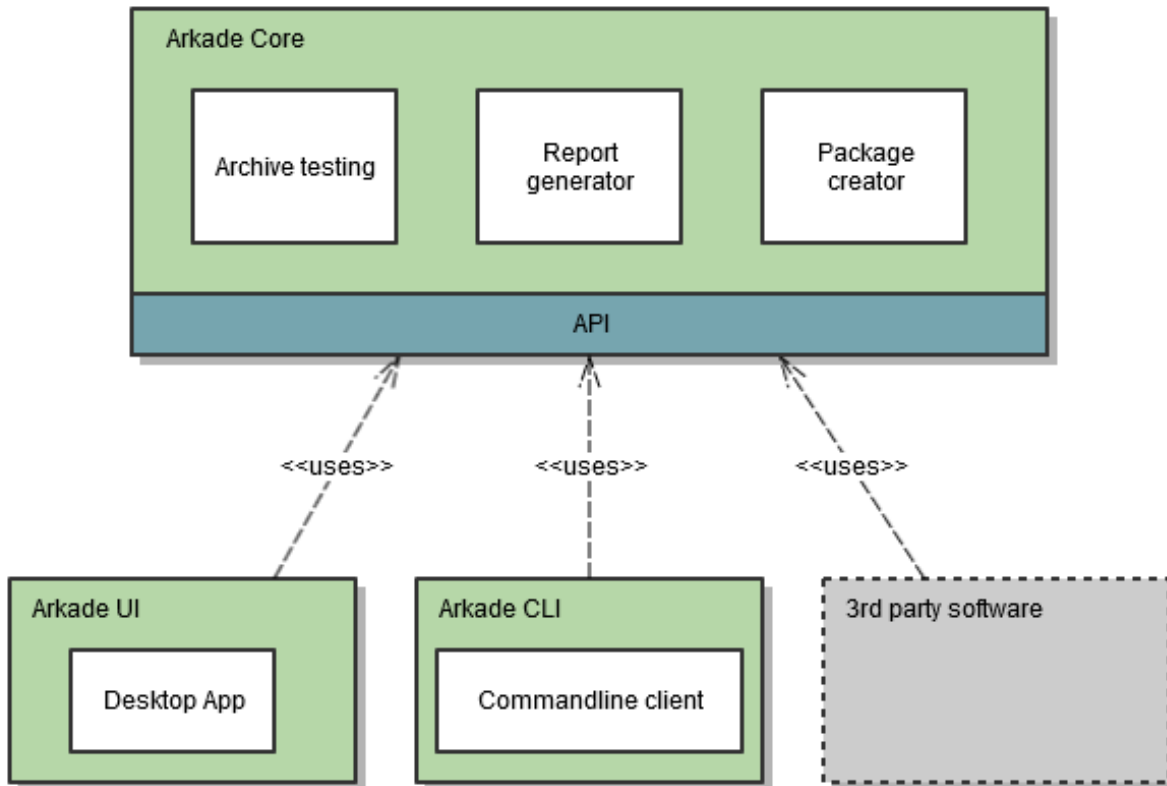 Arkade Core
Archive testing
Report
generator
Package
creator
API
<<uses>>
<<uses>>
<<uses>>
Arkade UI
Desktop App
Arkade CLI
Commandline client
3rd party software